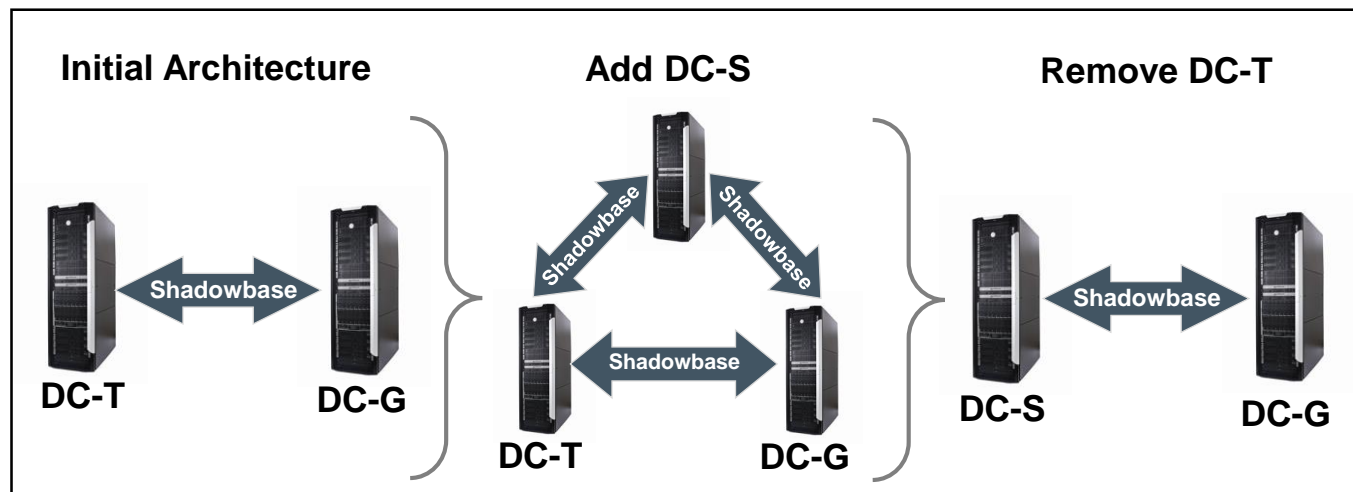 Initial Architecture
Shadowbase
DC-T
DC-G
Add DC-S
Shadowbase
Shadowbase
Shadowbase
DC-T
DC-G
Remove DC-T
Shadowbase
DC-S
DC-G